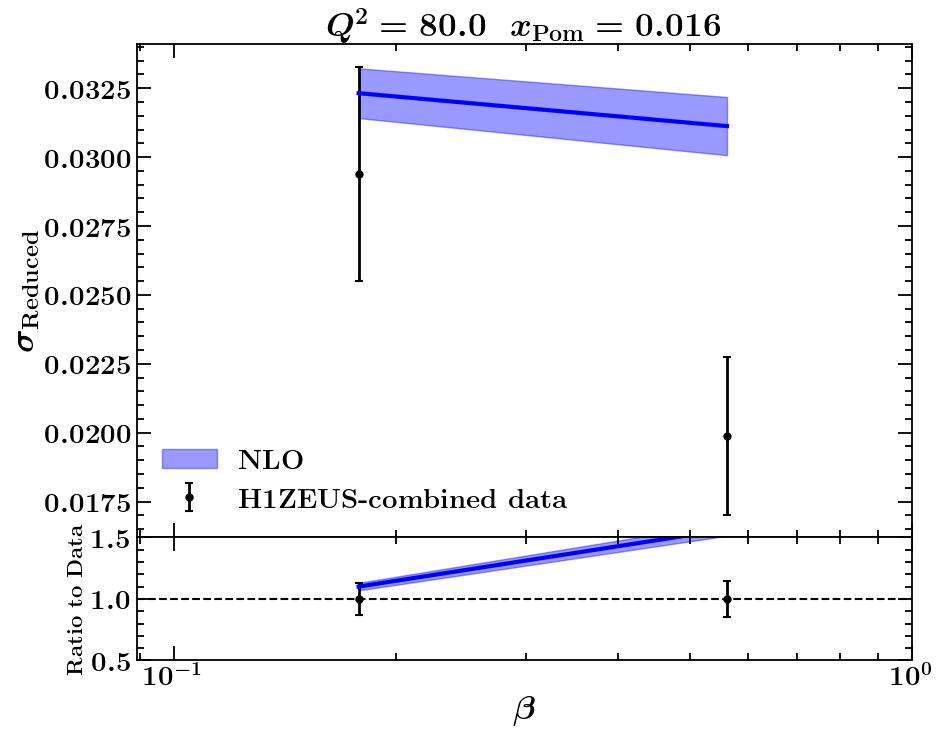 Q² = 80.0 x_Pom = 0.016
0.0325
0.0300
0.0275
0.0250
0.0225
0.0200
0.0175
σ_Reduced
NLO
H1ZEUS-combined data
1.5
1.0
0.5
Ratio to Data
10⁻¹
10⁰
β